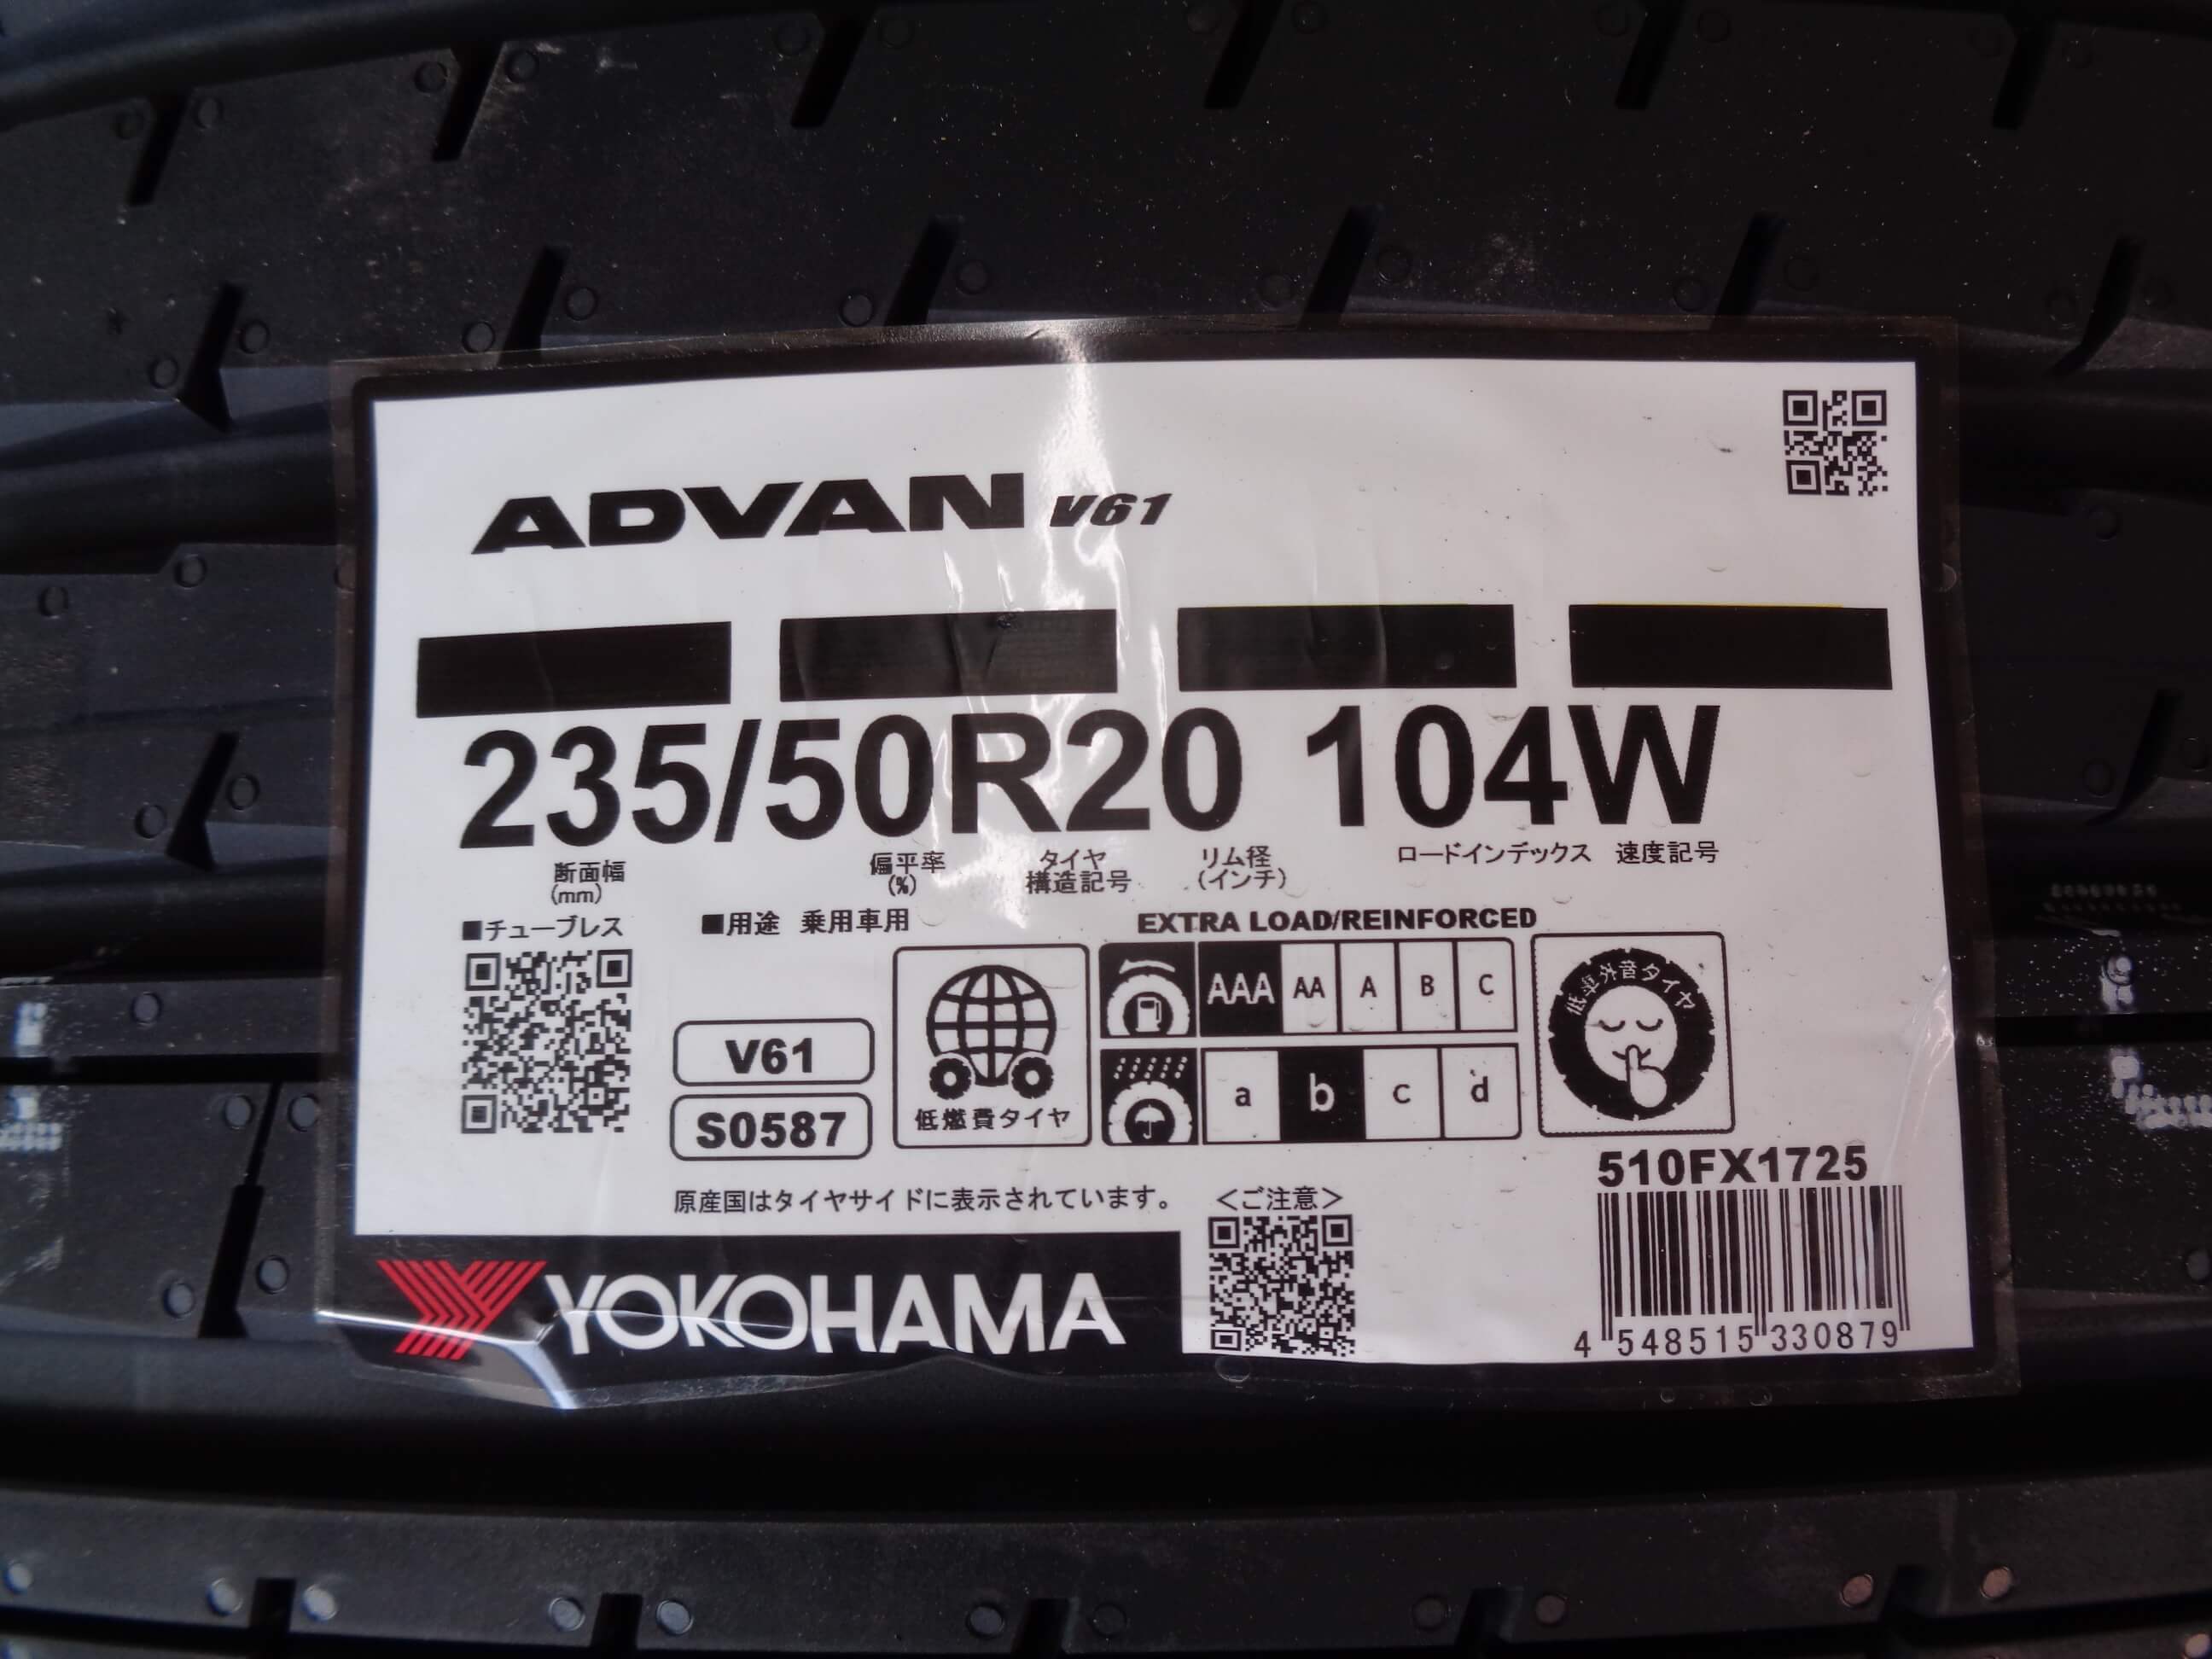 ADVAN V61
235/50R20 104W
断面幅 偏平率 タイヤ リム径 ロードインデックス 速度記号
(mm) (%) 構造記号 (インチ)
■チューブレス ■用途 乗用車用 EXTRA LOAD/REINFORCED
AAA AA A B C
低車外音タイヤ
V61
a b c d
低燃費タイヤ
S0587
510FX1725
原産国はタイヤサイドに表示されています。 <ご注意>
YOKOHAMA
4 548515 330879